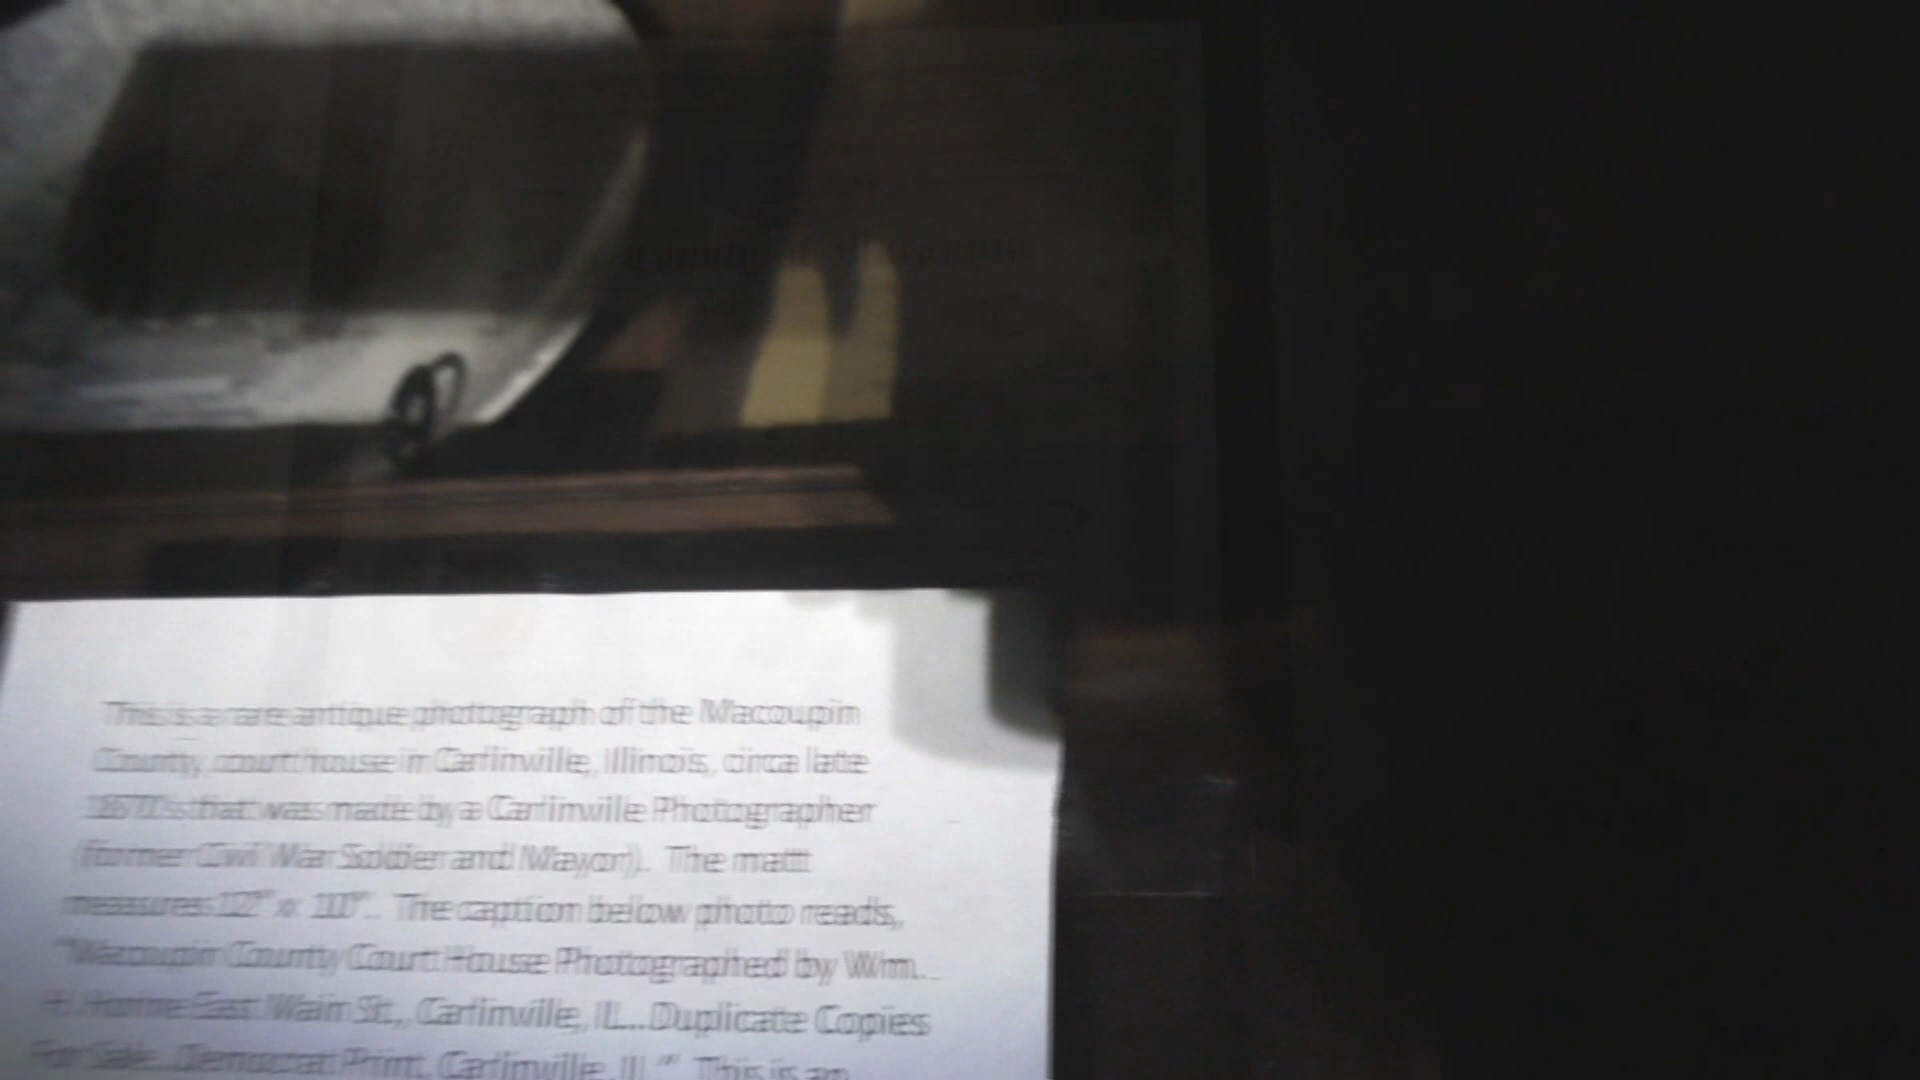 This is a rare antique photograph of the Macoupin
County, court house in Carlinville, Illinois, circa late
1870's that was made by a Carlinville Photographer
(former Civil War Soldier and Mayor). The matt
measures 12" x 10". The caption below photo reads,
"Macoupin County Court House Photographed by Wm.
H. Horine East Main St., Carlinville, IL...Duplicate Copies
For Sale...Democrat Print, Carlinville, ILL." This is an